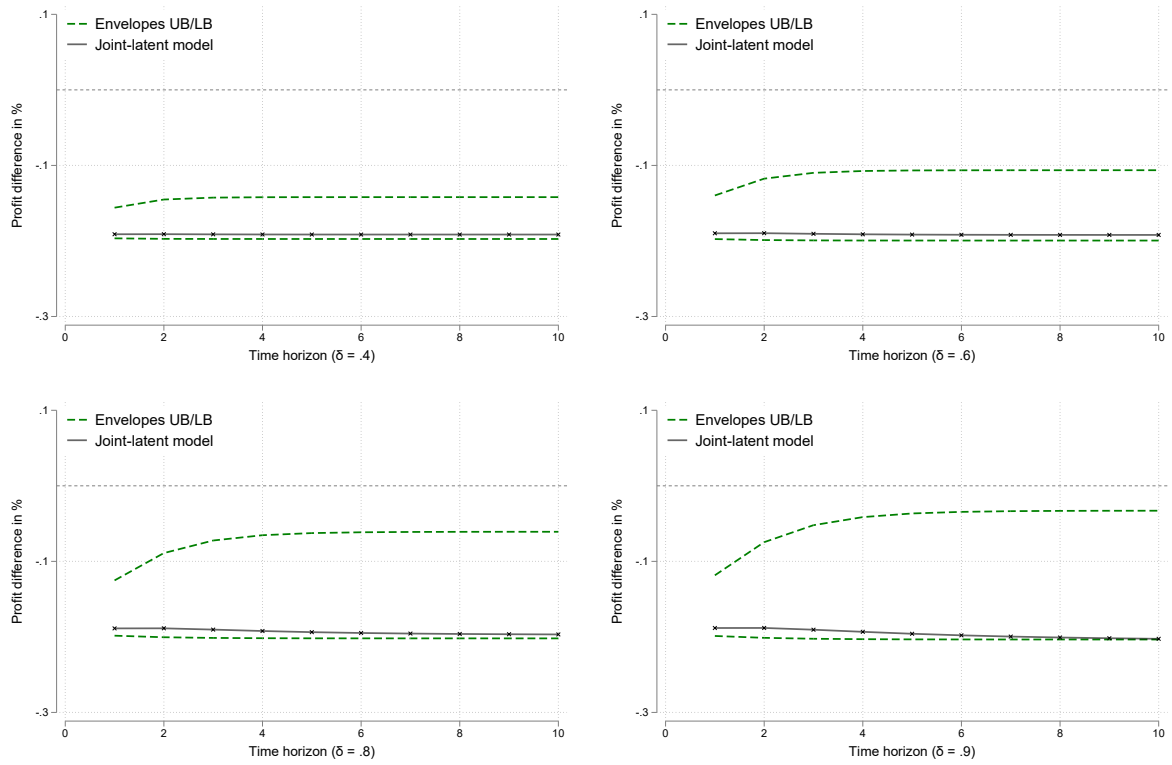 .1
Envelopes UB/LB
Joint-latent model
-.1
-.3
Profit difference in %
0 2 4 6 8 10
Time horizon (δ = .4)
.1
Envelopes UB/LB
Joint-latent model
-.1
-.3
Profit difference in %
0 2 4 6 8 10
Time horizon (δ = .6)
.1
Envelopes UB/LB
Joint-latent model
-.1
-.3
Profit difference in %
0 2 4 6 8 10
Time horizon (δ = .8)
.1
Envelopes UB/LB
Joint-latent model
-.1
-.3
Profit difference in %
0 2 4 6 8 10
Time horizon (δ = .9)